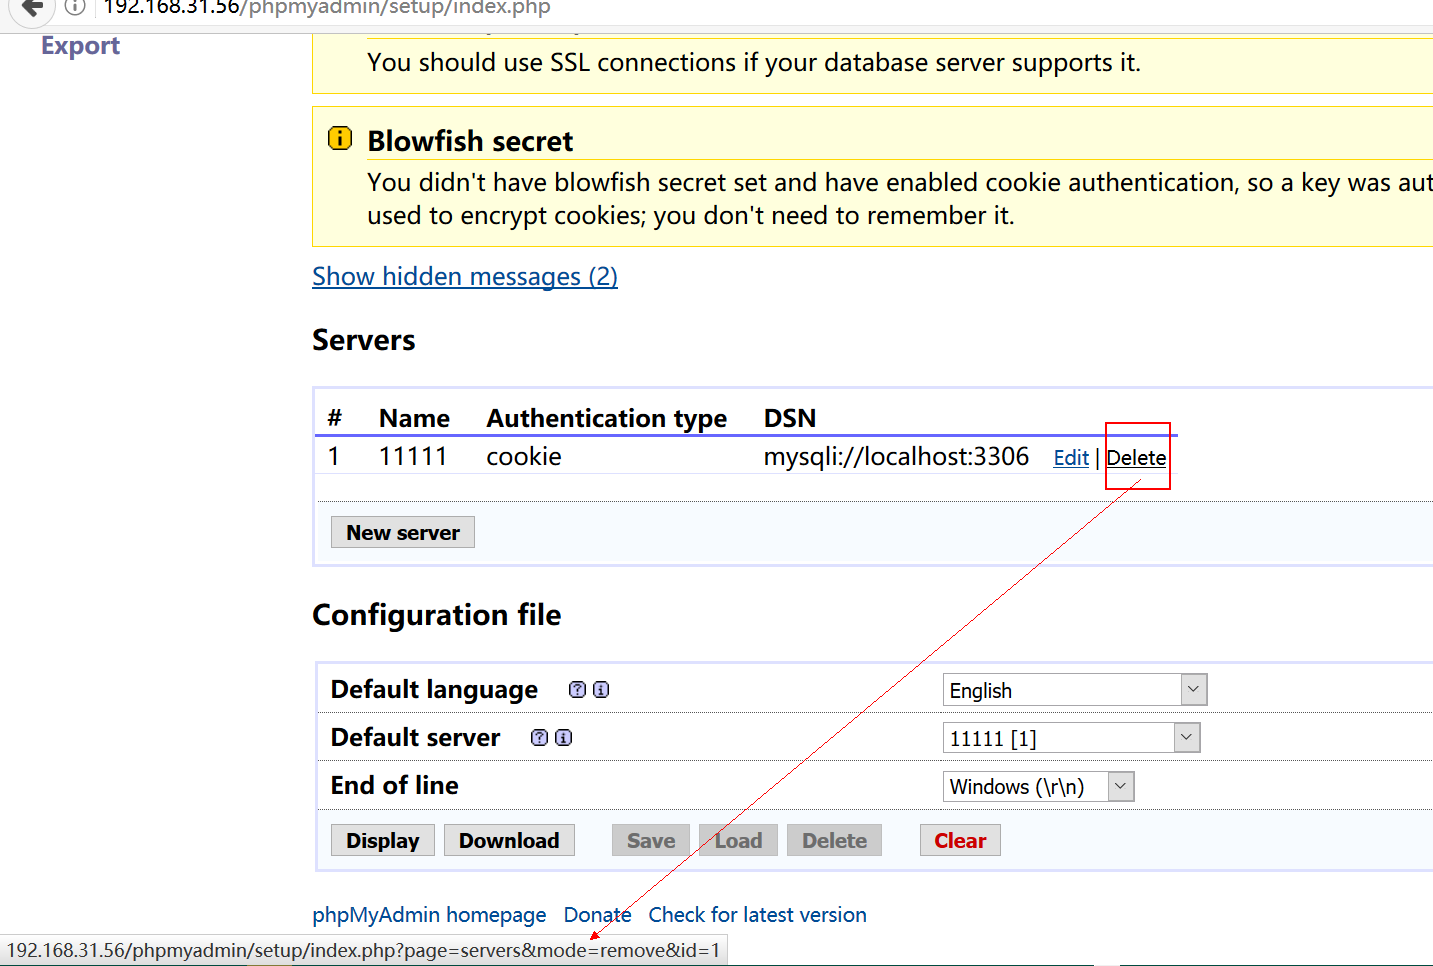 192.168.31.56/phpmyadmin/setup/index.php
Export
You should use SSL connections if your database server supports it.
Blowfish secret
You didn't have blowfish secret set and have enabled cookie authentication, so a key was aut
used to encrypt cookies; you don't need to remember it.
Show hidden messages (2)
Servers
# Name Authentication type DSN
1 11111 cookie mysqli://localhost:3306 Edit | Delete
New server
Configuration file
Default language English
Default server 11111 [1]
End of line Windows (\r\n)
Display Download Save Load Delete Clear
phpMyAdmin homepage Donate Check for latest version
192.168.31.56/phpmyadmin/setup/index.php?page=servers&mode=remove&id=1